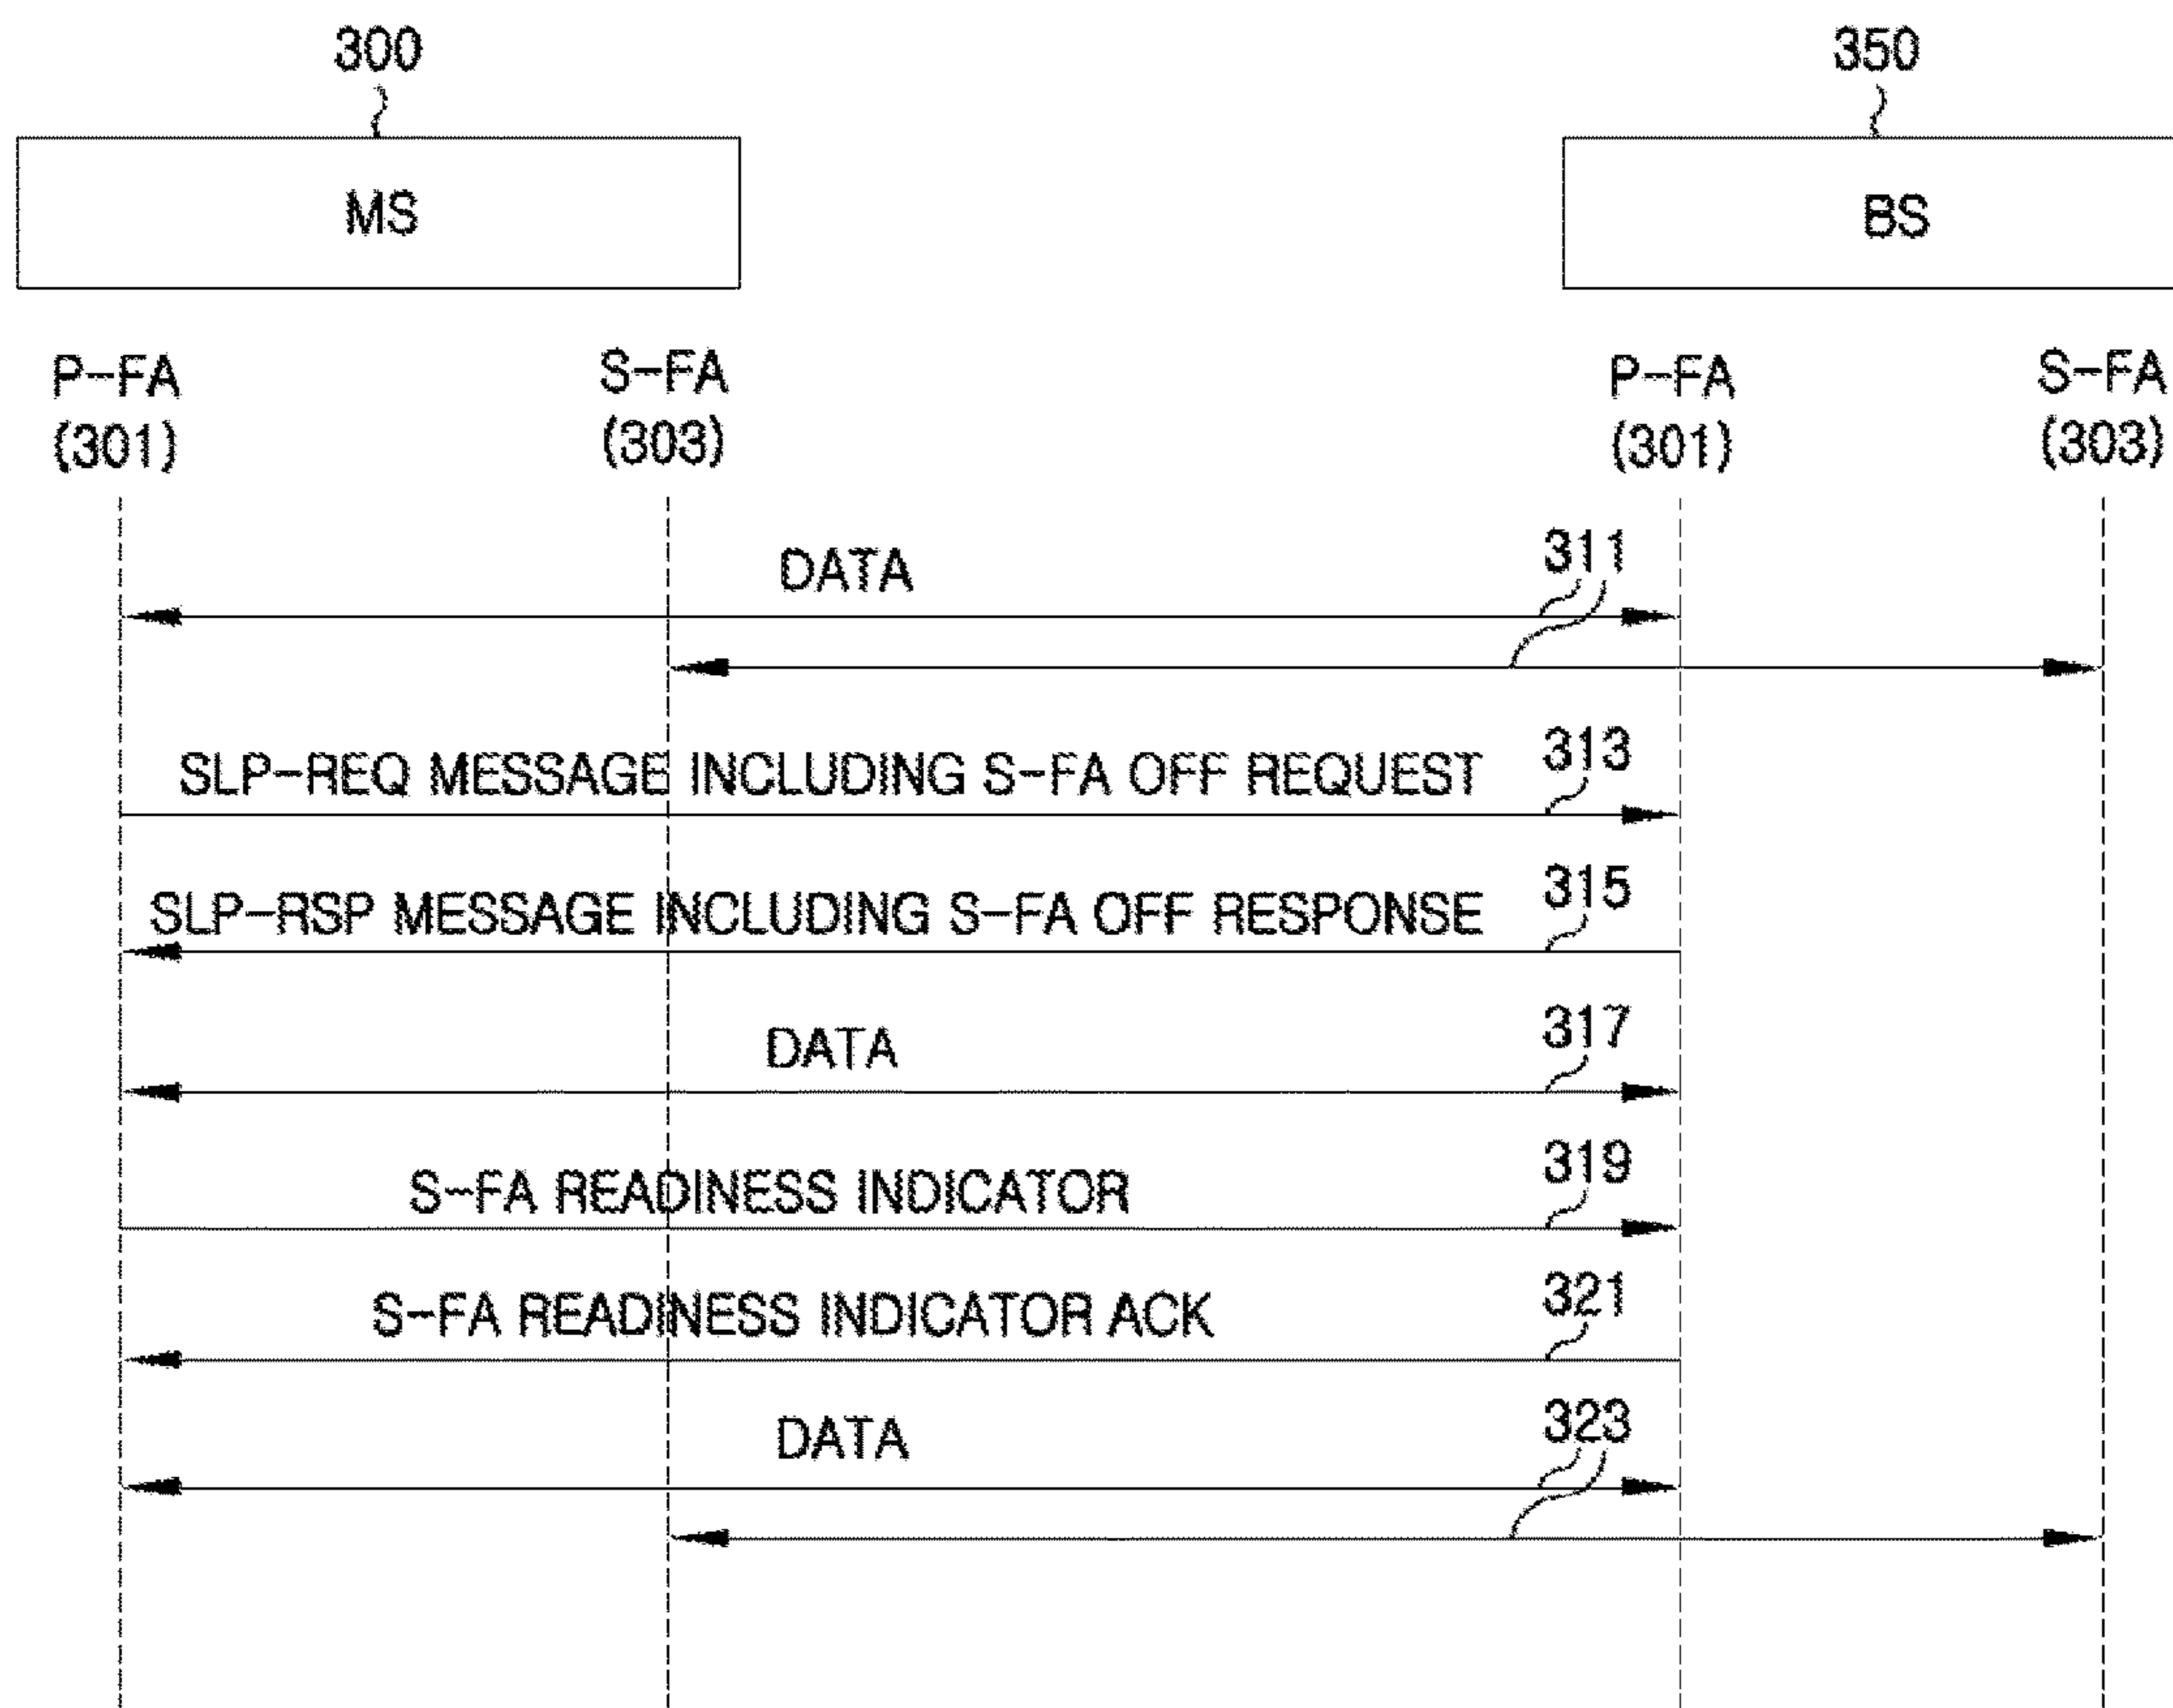 300
350
MS
BS
P-FA
(301)
S-FA
(303)
P-FA
(301)
S-FA
(303)
DATA
311
SLP-REQ MESSAGE INCLUDING S-FA OFF REQUEST
313
SLP-RSP MESSAGE INCLUDING S-FA OFF RESPONSE
315
DATA
317
S-FA READINESS INDICATOR
319
S-FA READINESS INDICATOR ACK
321
DATA
323